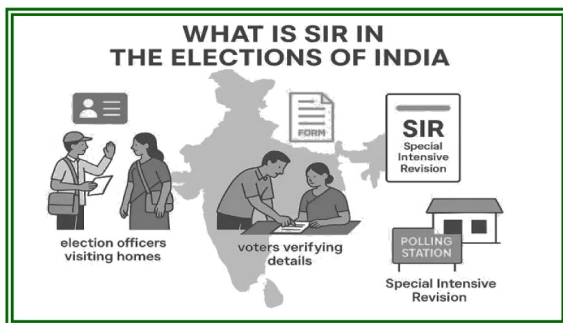 WHAT IS SIR IN
THE ELECTIONS OF INDIA
FORM
SIR
Special
Intensive
Revision
election officers
visiting homes
voters verifying
details
POLLING
STATION
Special Intensive
Revision